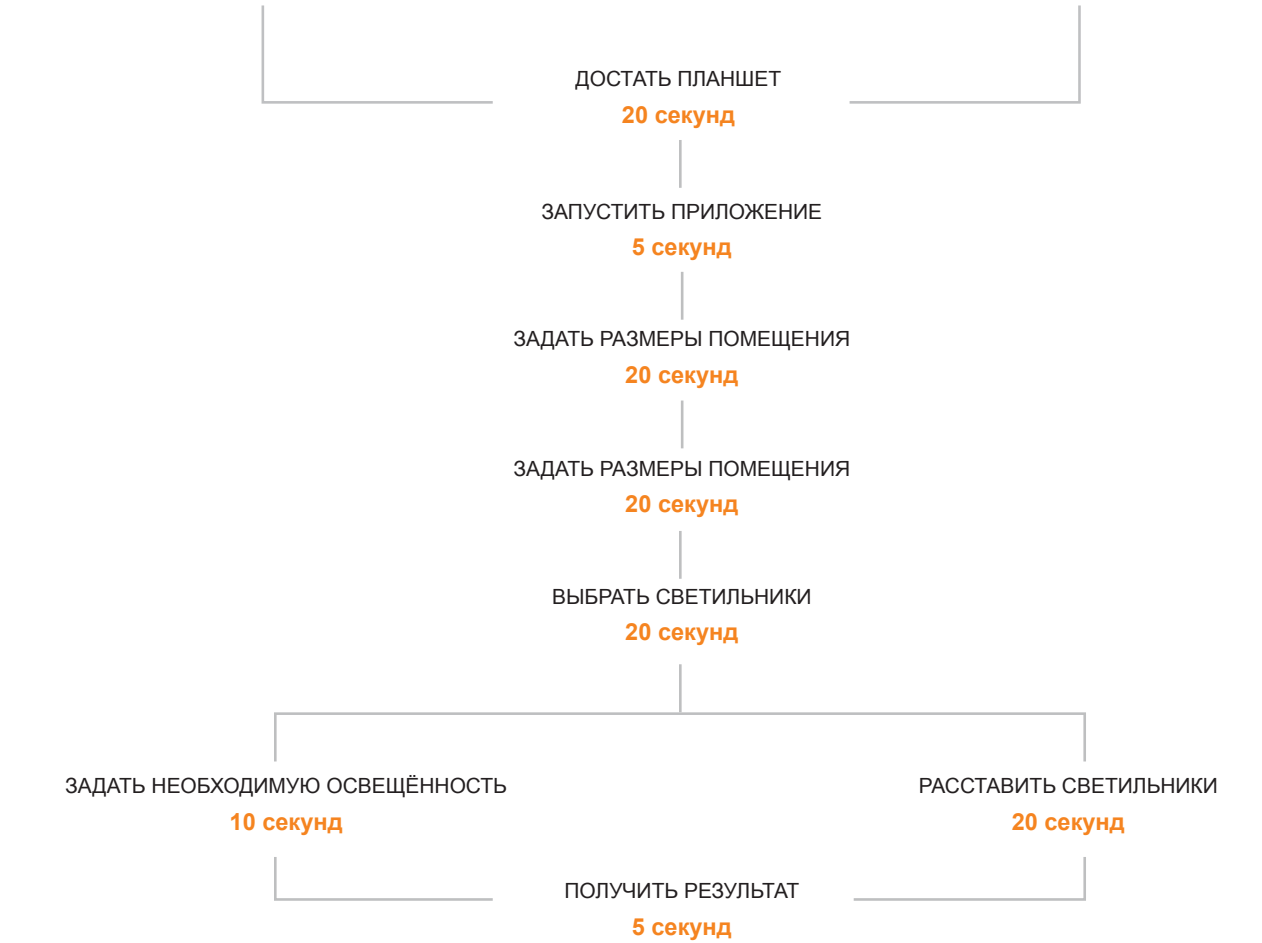 ДОСТАТЬ ПЛАНШЕТ
20 секунд
ЗАПУСТИТЬ ПРИЛОЖЕНИЕ
5 секунд
ЗАДАТЬ РАЗМЕРЫ ПОМЕЩЕНИЯ
20 секунд
ЗАДАТЬ РАЗМЕРЫ ПОМЕЩЕНИЯ
20 секунд
ВЫБРАТЬ СВЕТИЛЬНИКИ
20 секунд
ЗАДАТЬ НЕОБХОДИМУЮ ОСВЕЩЁННОСТЬ
10 секунд
РАССТАВИТЬ СВЕТИЛЬНИКИ
20 секунд
ПОЛУЧИТЬ РЕЗУЛЬТАТ
5 секунд